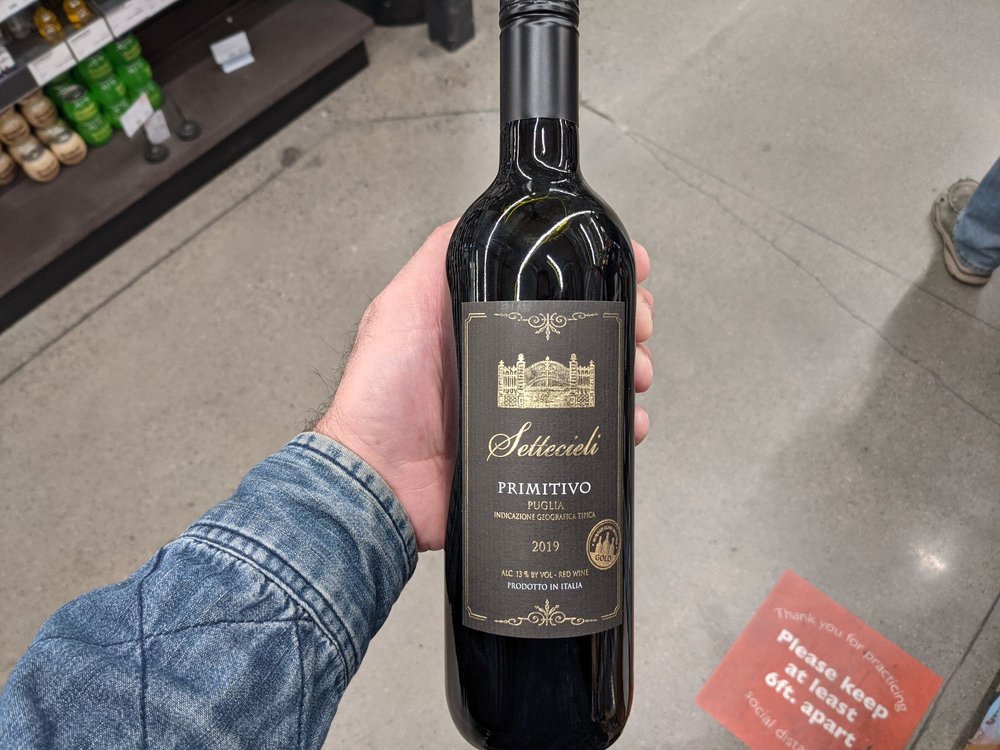 Settecieli
PRIMITIVO
PUGLIA
INDICAZIONE GEOGRAFICA TIPICA
2019
GOLD
ALC. 13 % BY VOL - RED WINE
PRODOTTO IN ITALIA
Thank you for practicing
Please keep
at least
6ft. apart
social